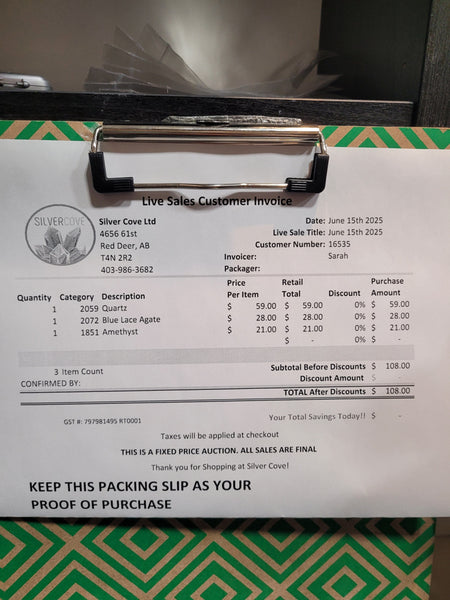 Live Sales Customer Invoice
SILVERCOVE
Silver Cove Ltd
4656 61st
Red Deer, AB
T4N 2R2
403-986-3682
Date: June 15th 2025
Live Sale Title: June 15th 2025
Customer Number: 16535
Invoicer: Sarah
Packager:
Quantity Category Description Price Per Item Retail Total Discount Purchase Amount
1 2059 Quartz $ 59.00 $ 59.00 0% $ 59.00
1 2072 Blue Lace Agate $ 28.00 $ 28.00 0% $ 28.00
1 1851 Amethyst $ 21.00 $ 21.00 0% $ 21.00
$ - 0% $ -
3 Item Count Subtotal Before Discounts $ 108.00
CONFIRMED BY: Discount Amount $
TOTAL After Discounts $ 108.00
GST #: 797981495 RT0001 Your Total Savings Today!! $ -
Taxes will be applied at checkout
THIS IS A FIXED PRICE AUCTION. ALL SALES ARE FINAL
Thank you for Shopping at Silver Cove!
KEEP THIS PACKING SLIP AS YOUR
PROOF OF PURCHASE